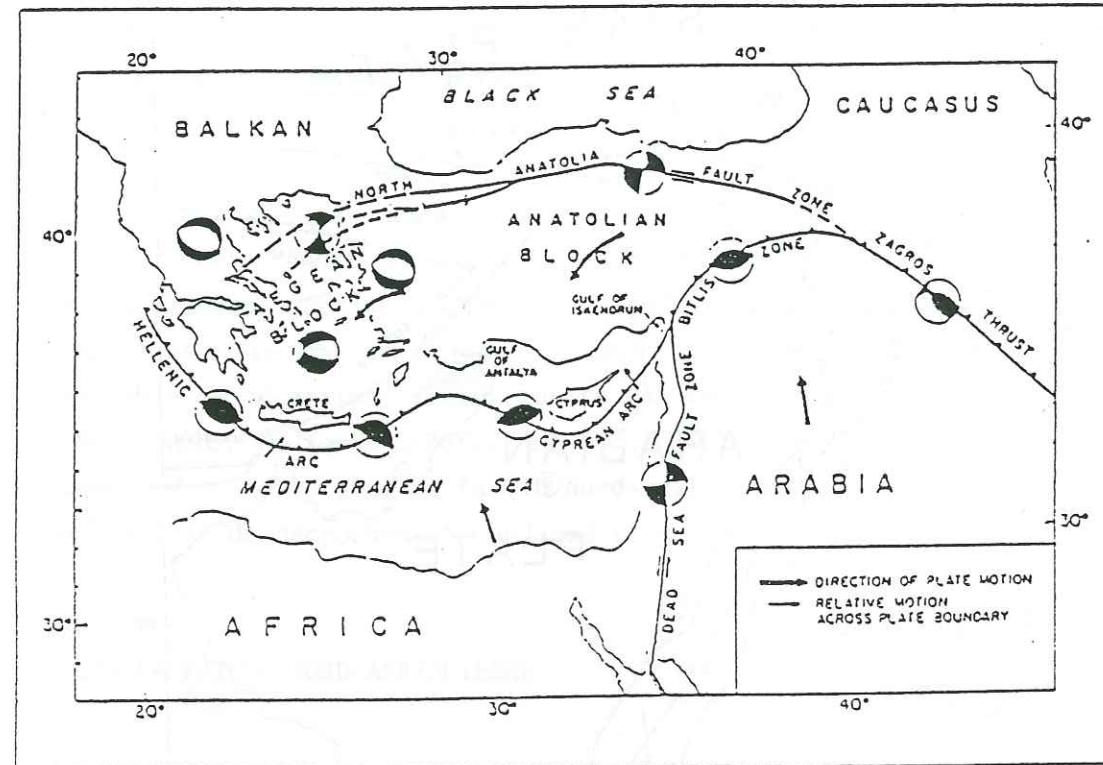 20°
30°
40°
BLACK SEA
CAUCASUS
BALKAN
40°
NORTH ANATOLIA FAULT ZONE
ANATOLIAN
BLOCK
40°
AEGEAN
BLOCK
BITLIS ZONE
ZAGROS THRUST
GULF OF
ISKENDRUM
GULF
OF
ANTALYA
HELLENIC ARC
CRETE
CYPRUS
CYPREAN ARC
DEAD SEA FAULT ZONE
MEDITERRANEAN SEA
ARABIA
30°
AFRICA
30°
DIRECTION OF PLATE MOTION
RELATIVE MOTION
ACROSS PLATE BOUNDARY
20°
30°
40°